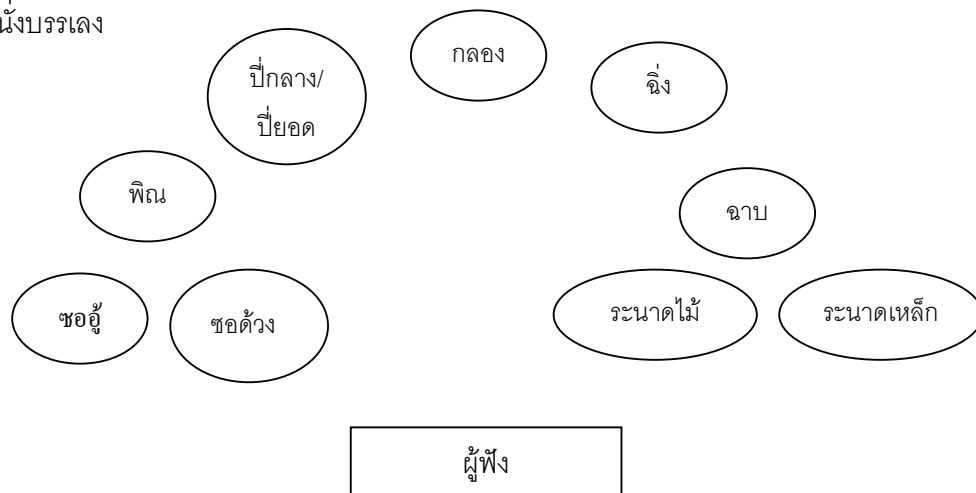 นั่งบรรเลง
กลอง
ปี่กลาง/
ปี่ยอด
ฉิ่ง
พิณ
ฉาบ
ซออู้
ซอด้วง
ระนาดไม้
ระนาดเหล็ก
ผู้ฟัง